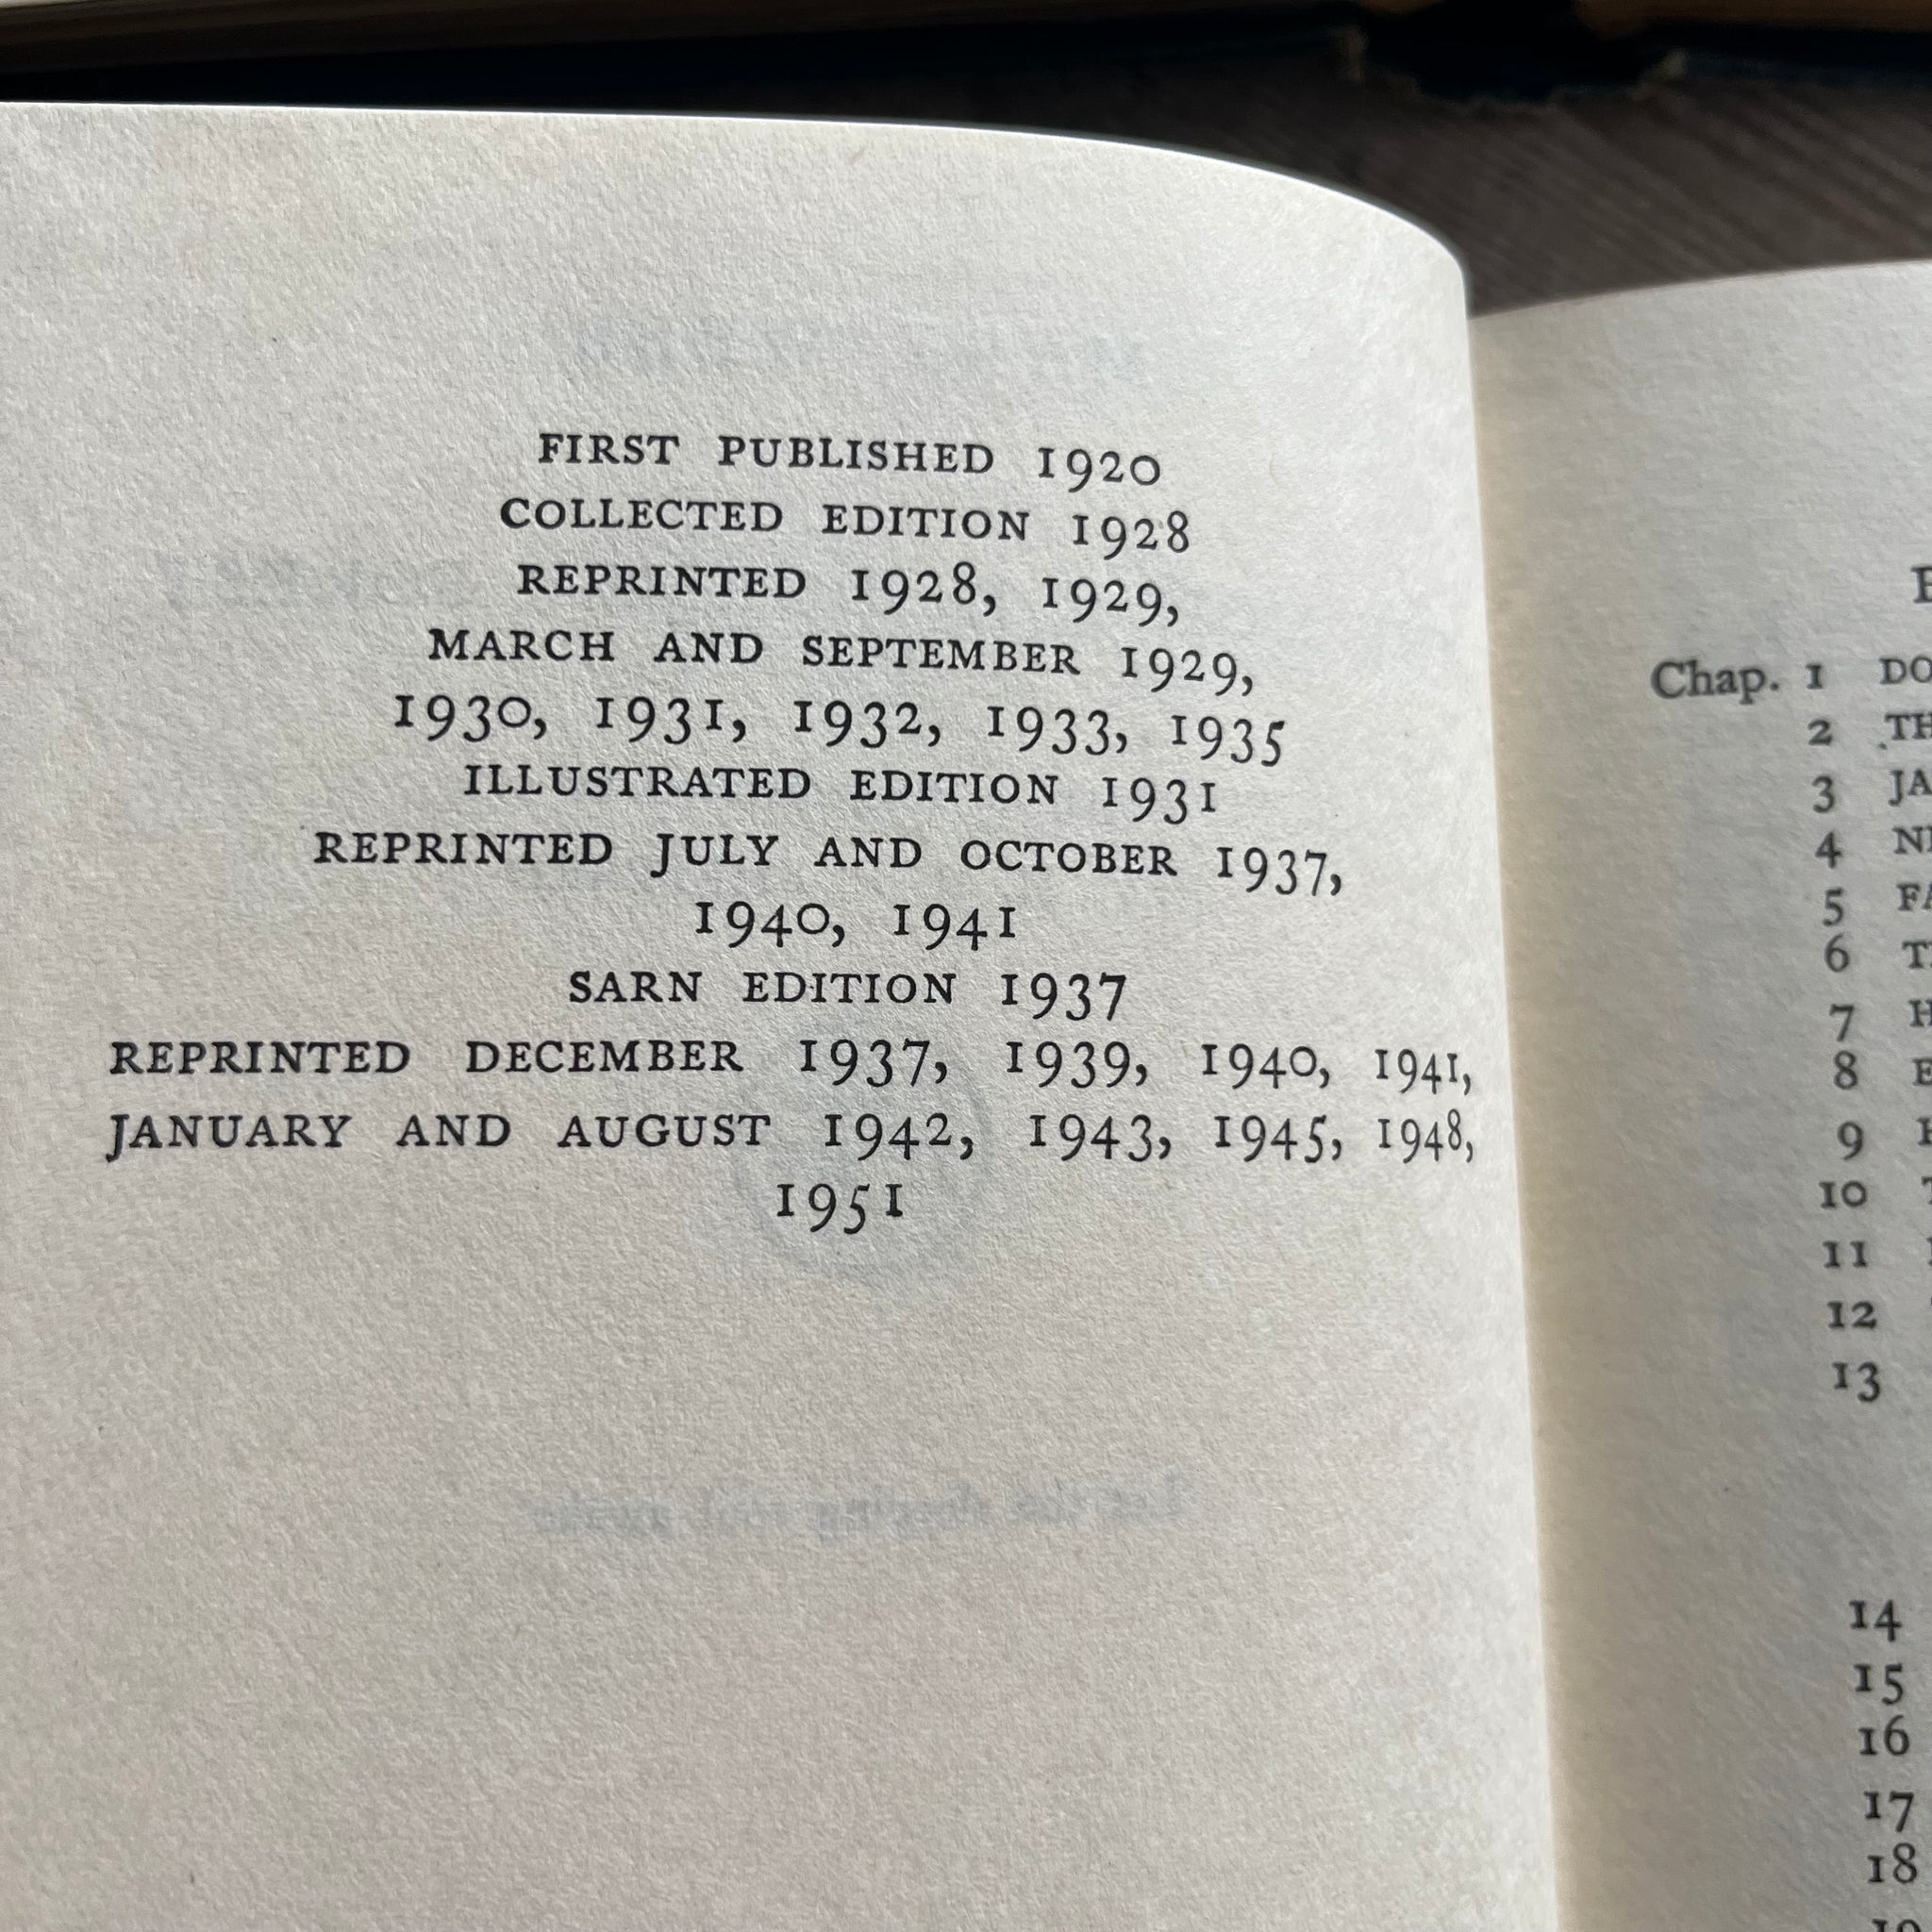 FIRST PUBLISHED 1920
COLLECTED EDITION 1928
REPRINTED 1928, 1929,
MARCH AND SEPTEMBER 1929,
1930, 1931, 1932, 1933, 1935
ILLUSTRATED EDITION 1931
REPRINTED JULY AND OCTOBER 1937,
1940, 1941
SARN EDITION 1937
REPRINTED DECEMBER 1937, 1939, 1940, 1941,
JANUARY AND AUGUST 1942, 1943, 1945, 1948,
1951
Chap. 1
2
3
4
5
6
7
8
9
10
11
12
13
14
15
16
17
18